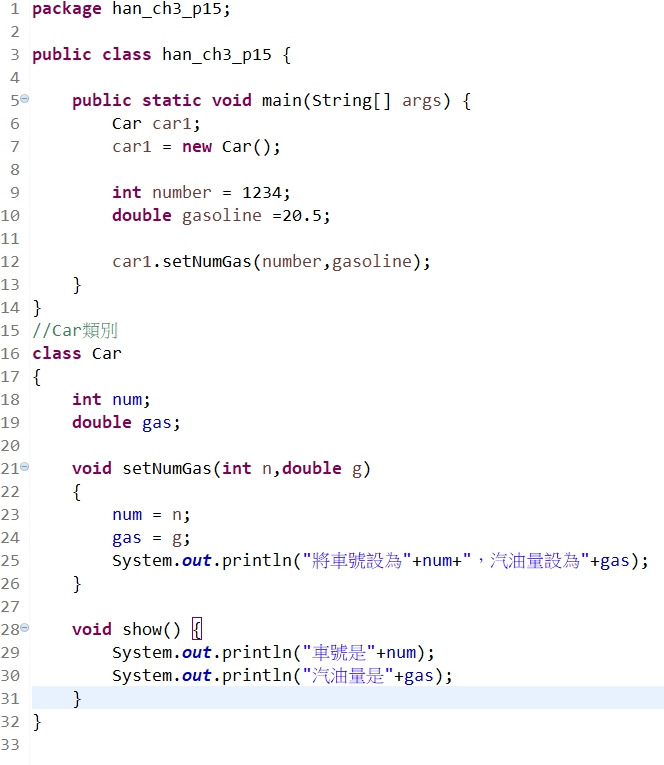 1 package han_ch3_p15;
2
3 public class han_ch3_p15 {
4
5     public static void main(String[] args) {
6         Car car1;
7         car1 = new Car();
8
9         int number = 1234;
10         double gasoline =20.5;
11
12         car1.setNumGas(number,gasoline);
13     }
14 }
15 //Car類別
16 class Car
17 {
18     int num;
19     double gas;
20
21     void setNumGas(int n,double g)
22     {
23         num = n;
24         gas = g;
25         System.out.println("將車號設為"+num+"，汽油量設為"+gas);
26     }
27
28     void show() {
29         System.out.println("車號是"+num);
30         System.out.println("汽油量是"+gas);
31     }
32 }
33